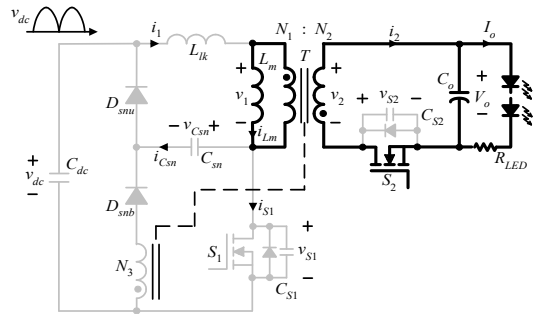 v_dc
i_1
L_lk
N_1 : N_2
T
i_2
I_o
D_snu
+
v_1
−
L_m
i_Lm
+
v_2
−
+ v_S2 −
C_S2
C_o
+
V_o
−
− v_Csn +
i_Csn
C_sn
S_2
R_LED
+
v_dc
−
C_dc
D_snb
i_S1
N_3
S_1
+
v_S1
−
C_S1